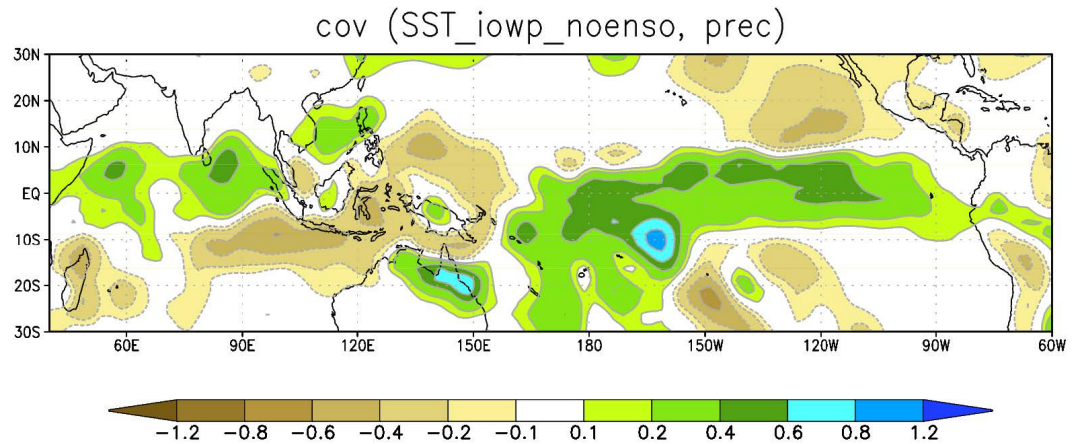 cov (SST_iowp_noenso, prec)
30N
20N
10N
EQ
10S
20S
30S
60E 90E 120E 150E 180 150W 120W 90W 60W
-1.2 -0.8 -0.6 -0.4 -0.2 -0.1 0.1 0.2 0.4 0.6 0.8 1.2